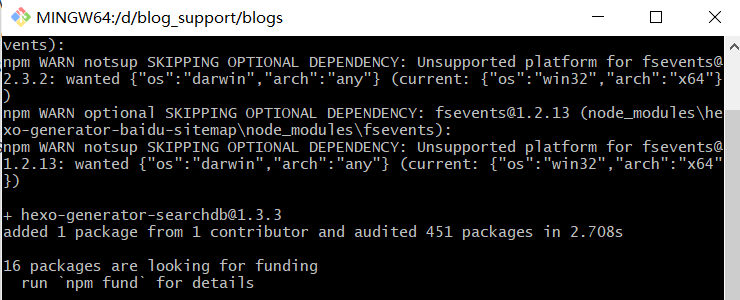 MINGW64:/d/blog_support/blogs
vents):
npm WARN notsup SKIPPING OPTIONAL DEPENDENCY: Unsupported platform for fsevents@
2.3.2: wanted {"os":"darwin","arch":"any"} (current: {"os":"win32","arch":"x64"}
)
npm WARN optional SKIPPING OPTIONAL DEPENDENCY: fsevents@1.2.13 (node_modules\he
xo-generator-baidu-sitemap\node_modules\fsevents):
npm WARN notsup SKIPPING OPTIONAL DEPENDENCY: Unsupported platform for fsevents@
1.2.13: wanted {"os":"darwin","arch":"any"} (current: {"os":"win32","arch":"x64"
})
+ hexo-generator-searchdb@1.3.3
added 1 package from 1 contributor and audited 451 packages in 2.708s
16 packages are looking for funding
  run `npm fund` for details